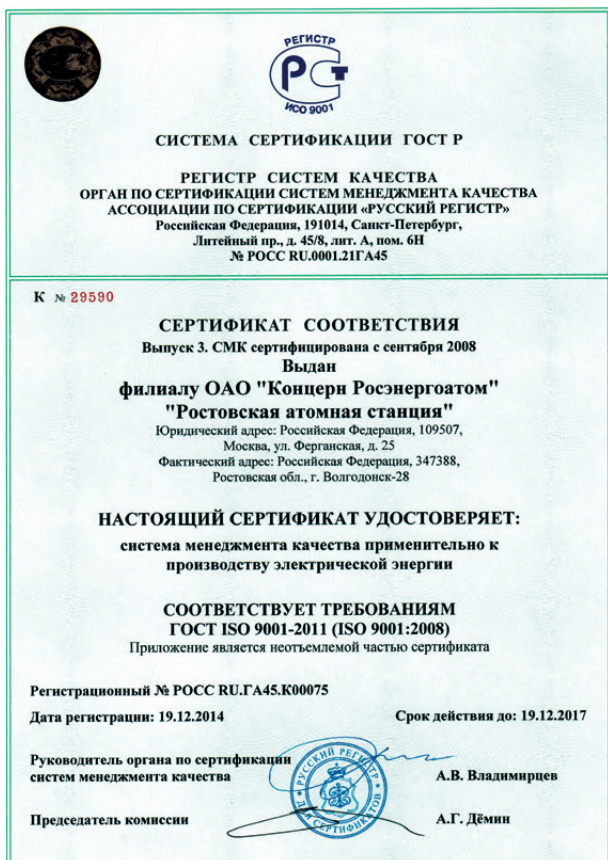 РЕГИСТР
РСТ
ИСО 9001
СИСТЕМА СЕРТИФИКАЦИИ ГОСТ Р
РЕГИСТР СИСТЕМ КАЧЕСТВА
ОРГАН ПО СЕРТИФИКАЦИИ СИСТЕМ МЕНЕДЖМЕНТА КАЧЕСТВА
АССОЦИАЦИИ ПО СЕРТИФИКАЦИИ «РУССКИЙ РЕГИСТР»
Российская Федерация, 191014, Санкт-Петербург,
Литейный пр., д. 45/8, лит. А, пом. 6Н
№ РОСС RU.0001.21ГА45
К № 29590
СЕРТИФИКАТ СООТВЕТСТВИЯ
Выпуск 3. СМК сертифицирована с сентября 2008
Выдан
филиалу ОАО "Концерн Росэнергоатом"
"Ростовская атомная станция"
Юридический адрес: Российская Федерация, 109507,
Москва, ул. Ферганская, д. 25
Фактический адрес: Российская Федерация, 347388,
Ростовская обл., г. Волгодонск-28
НАСТОЯЩИЙ СЕРТИФИКАТ УДОСТОВЕРЯЕТ:
система менеджмента качества применительно к
производству электрической энергии
СООТВЕТСТВУЕТ ТРЕБОВАНИЯМ
ГОСТ ISO 9001-2011 (ISO 9001:2008)
Приложение является неотъемлемой частью сертификата
Регистрационный № РОСС RU.ГА45.К00075
Дата регистрации: 19.12.2014 Срок действия до: 19.12.2017
Руководитель органа по сертификации
систем менеджмента качества А.В. Владимирцев
РУССКИЙ РЕГИСТР
ДЛЯ СЕРТИФИКАТОВ
Председатель комиссии А.Г. Дёмин